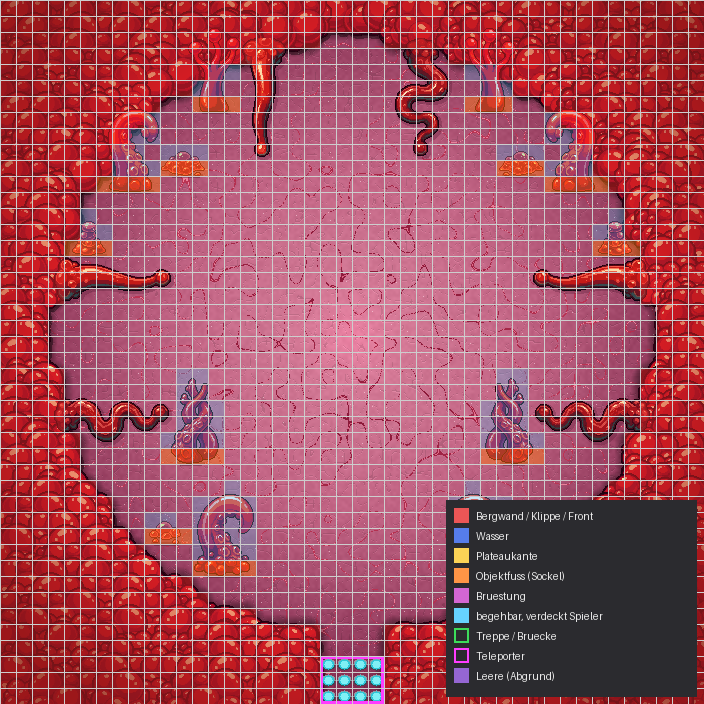 Bergwand / Klippe / Front
Wasser
Plateaukante
Objektfuss (Sockel)
Bruestung
begehbar, verdeckt Spieler
Treppe / Bruecke
Teleporter
Leere (Abgrund)